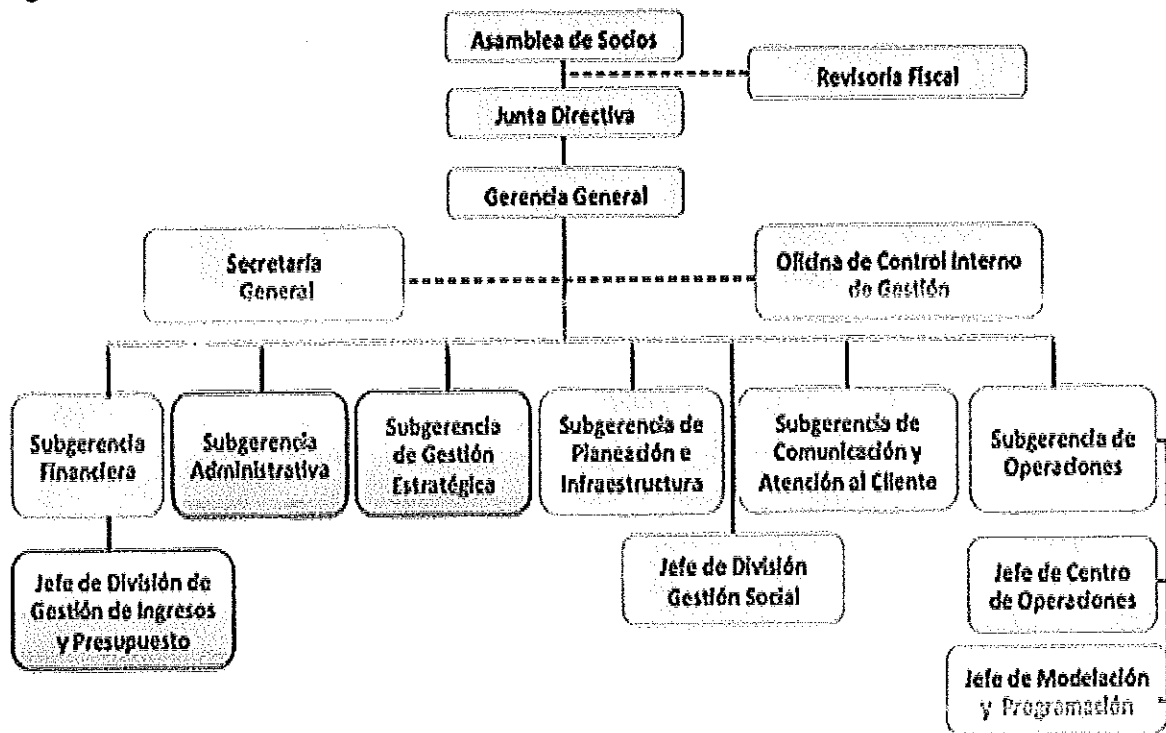 Asamblea de Socios
Revisoría Fiscal
Junta Directiva
Gerencia General
Secretaría
General
Oficina de Control Interno
de Gestión
Subgerencia
Financiera
Subgerencia
Administrativa
Subgerencia
de Gestión
Estratégica
Subgerencia de
Planeación e
Infraestructura
Subgerencia de
Comunicación y
Atención al Cliente
Subgerencia de
Operaciones
Jefe de División de
Gestión de Ingresos
y Presupuesto
Jefe de División
Gestión Social
Jefe de Centro
de Operaciones
Jefe de Modelación
y Programación